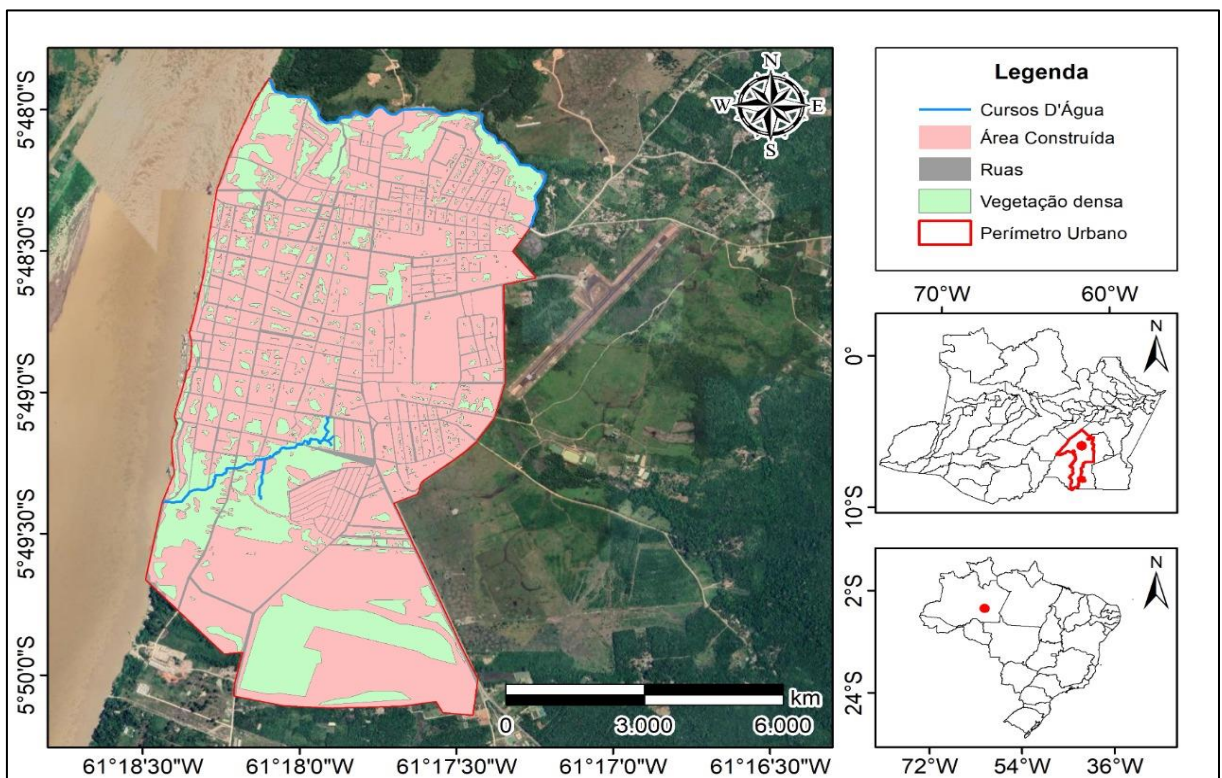 5°48'0"S
5°48'30"S
5°49'0"S
5°49'30"S
5°50'0"S
N
W
E
S
km
0
3.000
6.000
61°18'30"W
61°18'0"W
61°17'30"W
61°17'0"W
61°16'30"W
Legenda
Cursos D'Água
Área Construída
Ruas
Vegetação densa
Perímetro Urbano
70°W
60°W
0°
10°S
N
2°S
24°S
N
72°W
54°W
36°W